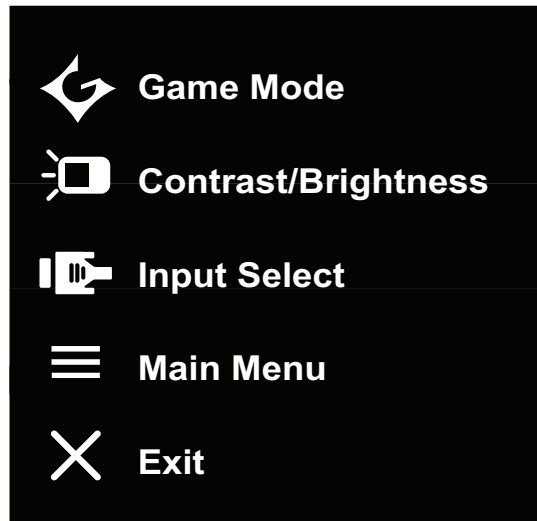 Game Mode
Contrast/Brightness
Input Select
Main Menu
Exit